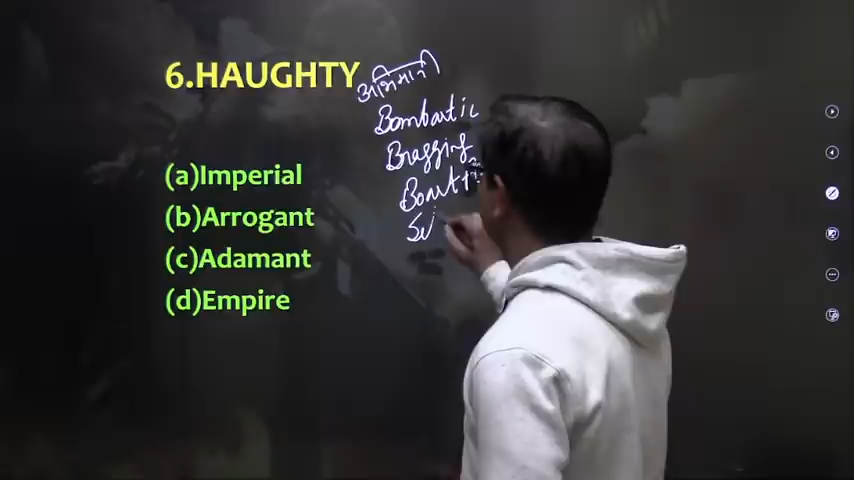 6.HAUGHTY
अभिमानी
Bombastic
Bragging
(a)Imperial
(b)Arrogant
(c)Adamant
(d)Empire